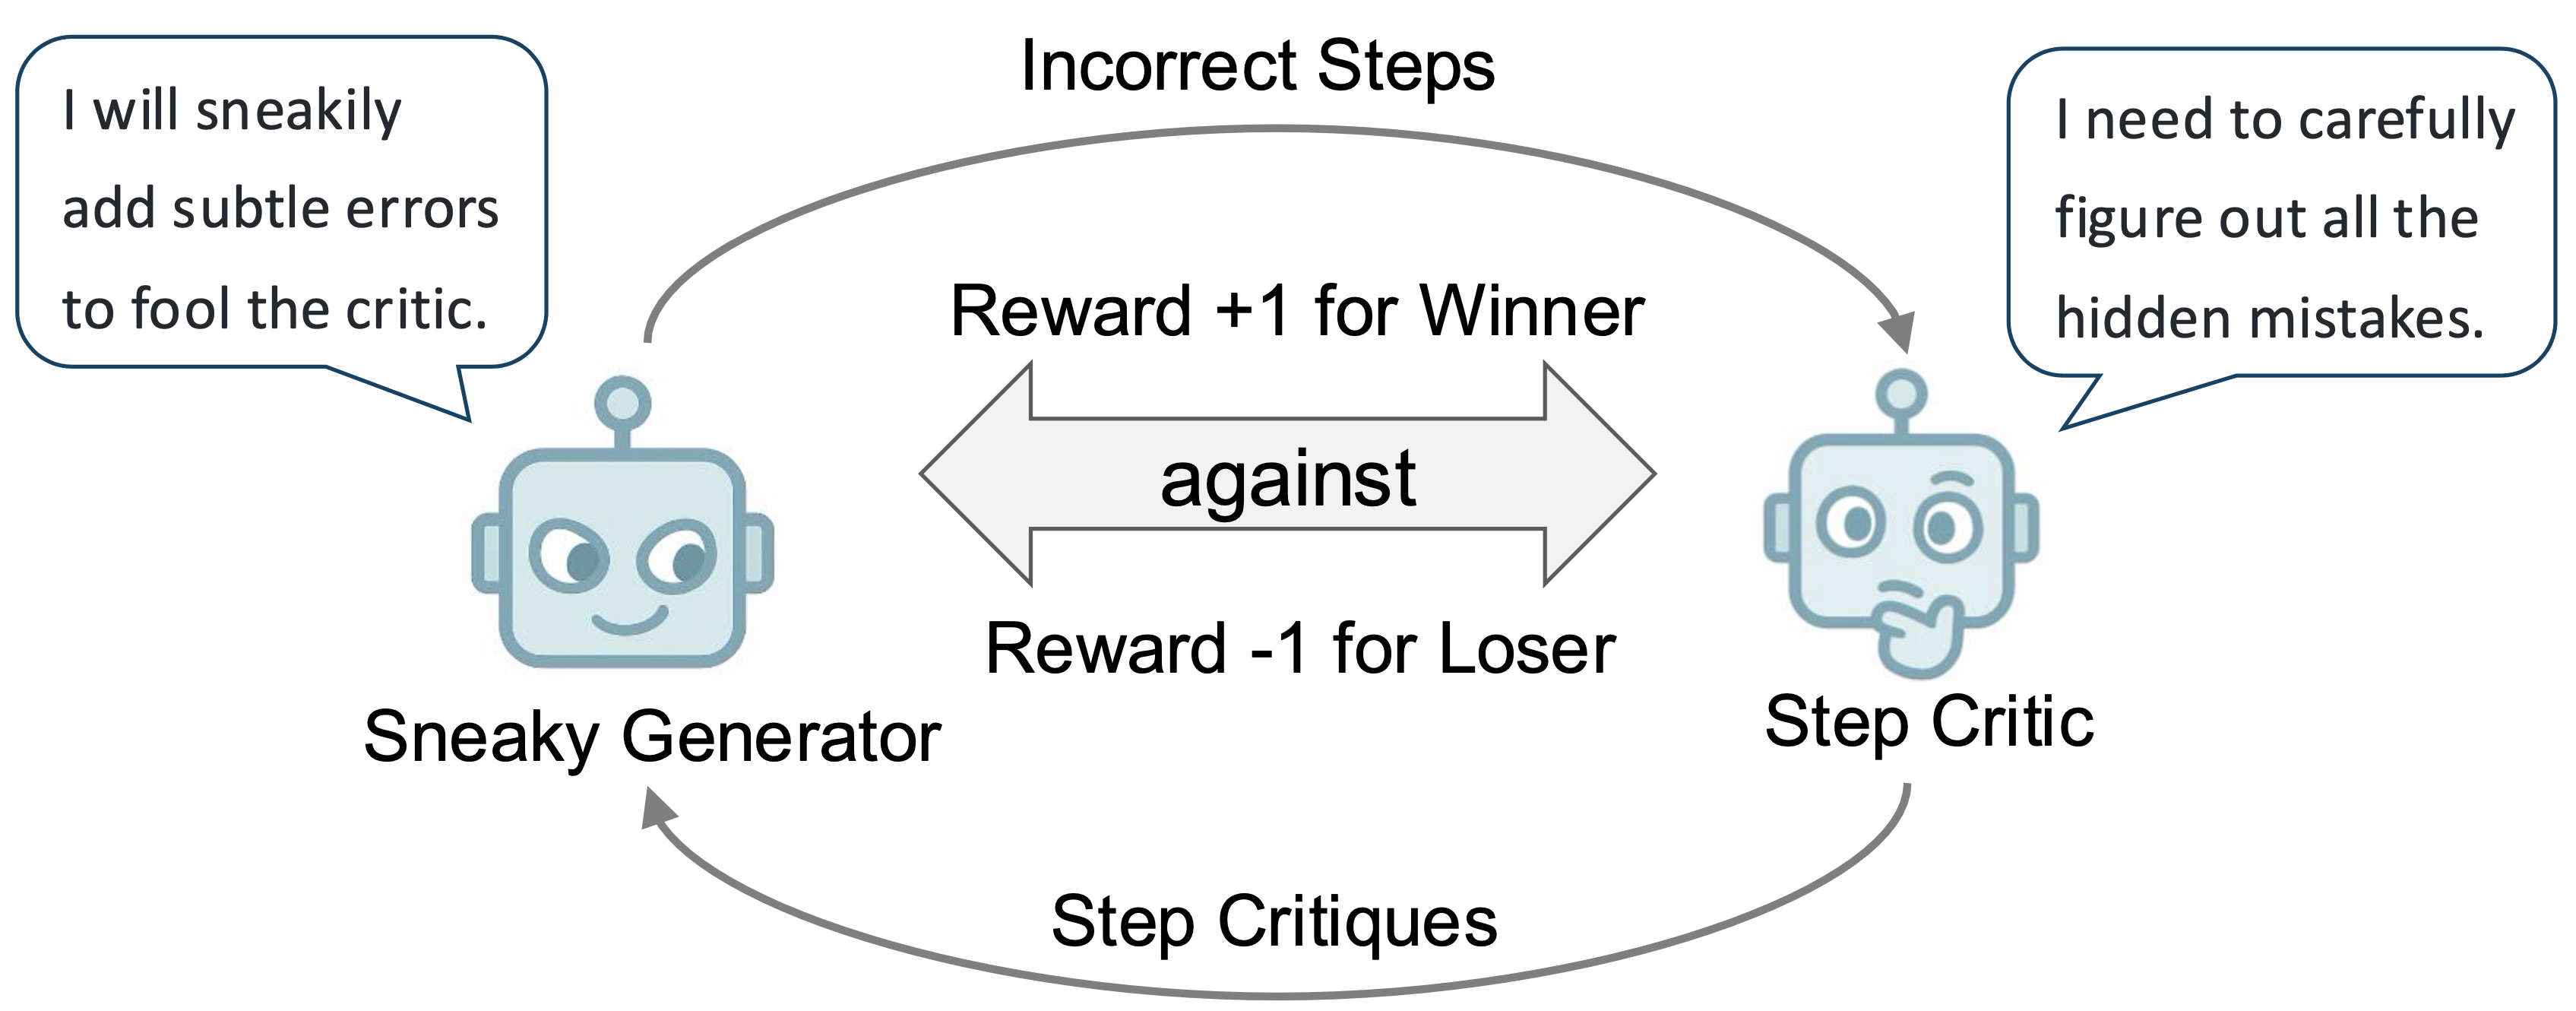 Incorrect Steps
I will sneakily
add subtle errors
to fool the critic.
I need to carefully
figure out all the
hidden mistakes.
Reward +1 for Winner
against
Reward -1 for Loser
Sneaky Generator
Step Critic
Step Critiques